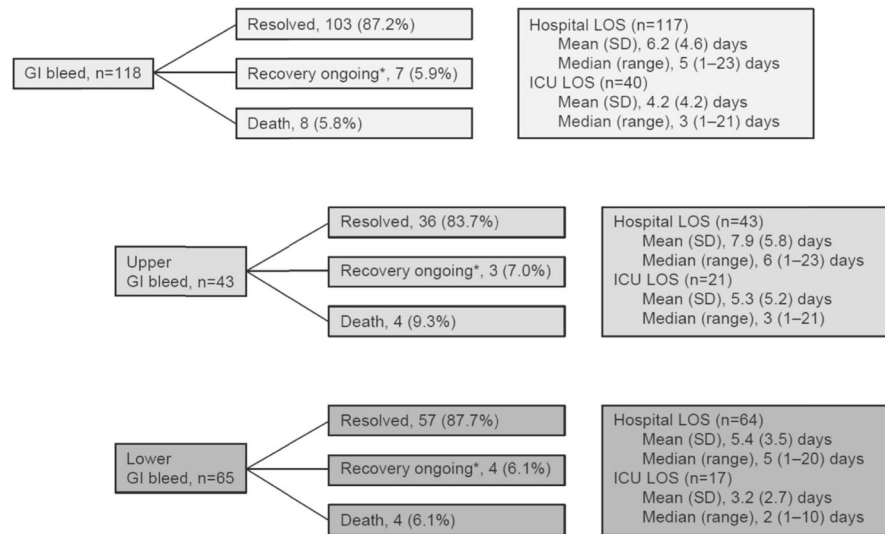 GI bleed, n=118
Resolved, 103 (87.2%)
Recovery ongoing*, 7 (5.9%)
Death, 8 (5.8%)
Hospital LOS (n=117)
Mean (SD), 6.2 (4.6) days
Median (range), 5 (1–23) days
ICU LOS (n=40)
Mean (SD), 4.2 (4.2) days
Median (range), 3 (1–21) days
Upper
GI bleed, n=43
Resolved, 36 (83.7%)
Recovery ongoing*, 3 (7.0%)
Death, 4 (9.3%)
Hospital LOS (n=43)
Mean (SD), 7.9 (5.8) days
Median (range), 6 (1–23) days
ICU LOS (n=21)
Mean (SD), 5.3 (5.2) days
Median (range), 3 (1–21)
Lower
GI bleed, n=65
Resolved, 57 (87.7%)
Recovery ongoing*, 4 (6.1%)
Death, 4 (6.1%)
Hospital LOS (n=64)
Mean (SD), 5.4 (3.5) days
Median (range), 5 (1–20) days
ICU LOS (n=17)
Mean (SD), 3.2 (2.7) days
Median (range), 2 (1–10) days